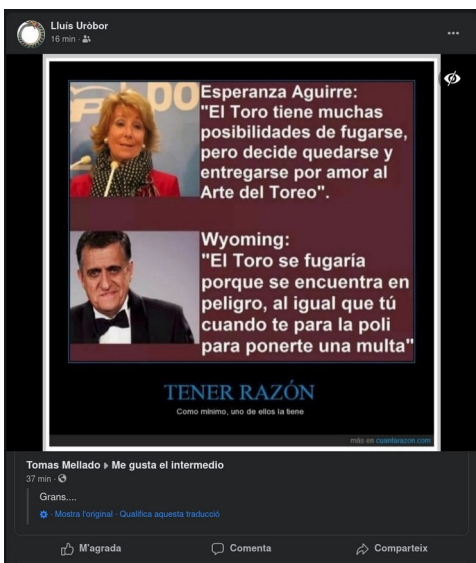 Lluís Uròbor
16 min ·
PO
Esperanza Aguirre:
"El Toro tiene muchas
posibilidades de fugarse,
pero decide quedarse y
entregarse por amor al
Arte del Toreo".
Wyoming:
"El Toro se fugaría
porque se encuentra en
peligro, al igual que tú
cuando te para la poli
para ponerte una multa"
TENER RAZÓN
Como mínimo, uno de ellos la tiene
más en cuantarazon.com
Tomas Mellado ▸ Me gusta el intermedio
37 min ·
Grans....
· Mostra l'original · Qualifica aquesta traducció
M'agrada
Comenta
Comparteix